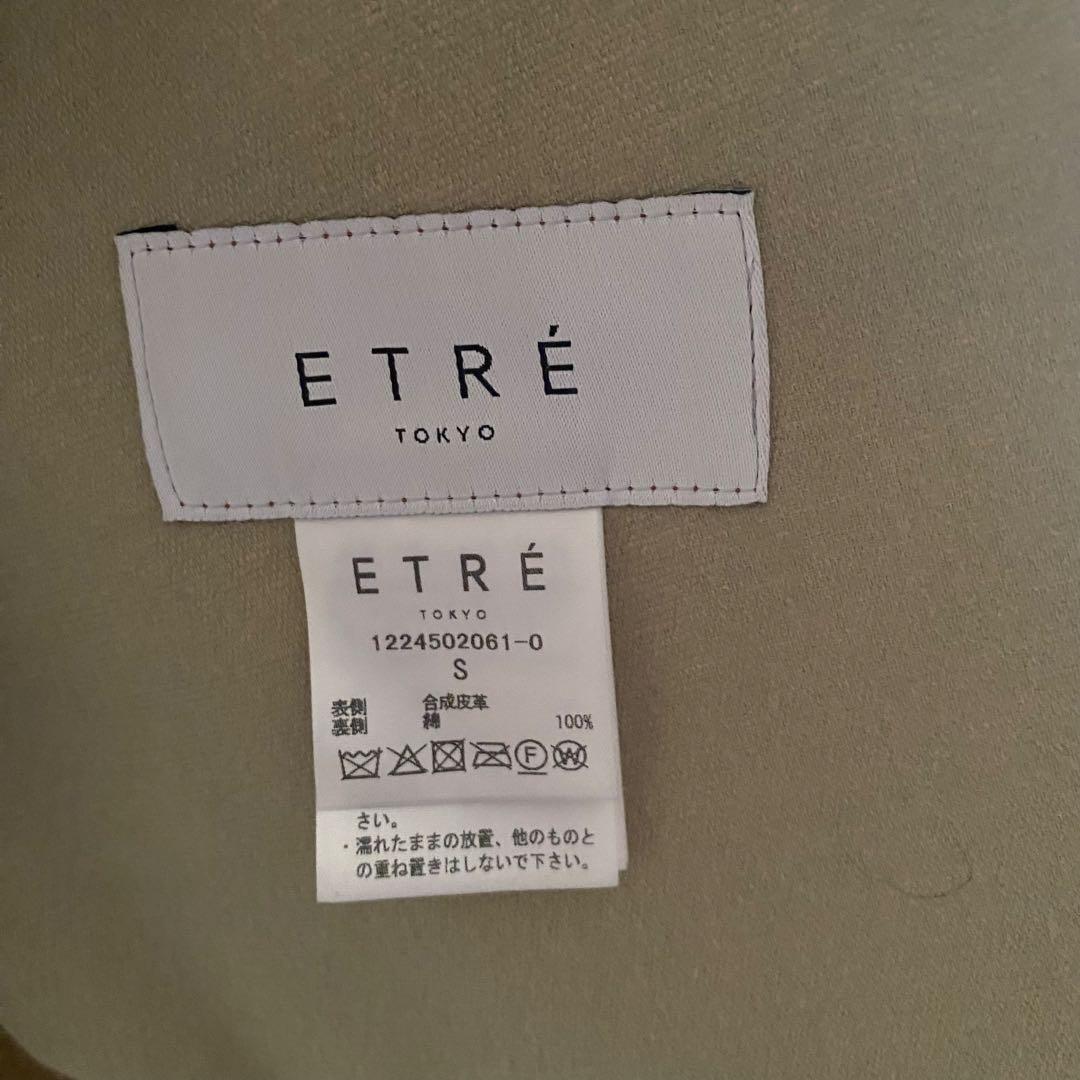 ETRÉ
TOKYO
ETRÉ
TOKYO
1224502061-0
S
表側 合成皮革
裏側 綿 100%
F W
さい。
・濡れたままの放置、他のものと
の重ね置きはしないで下さい。